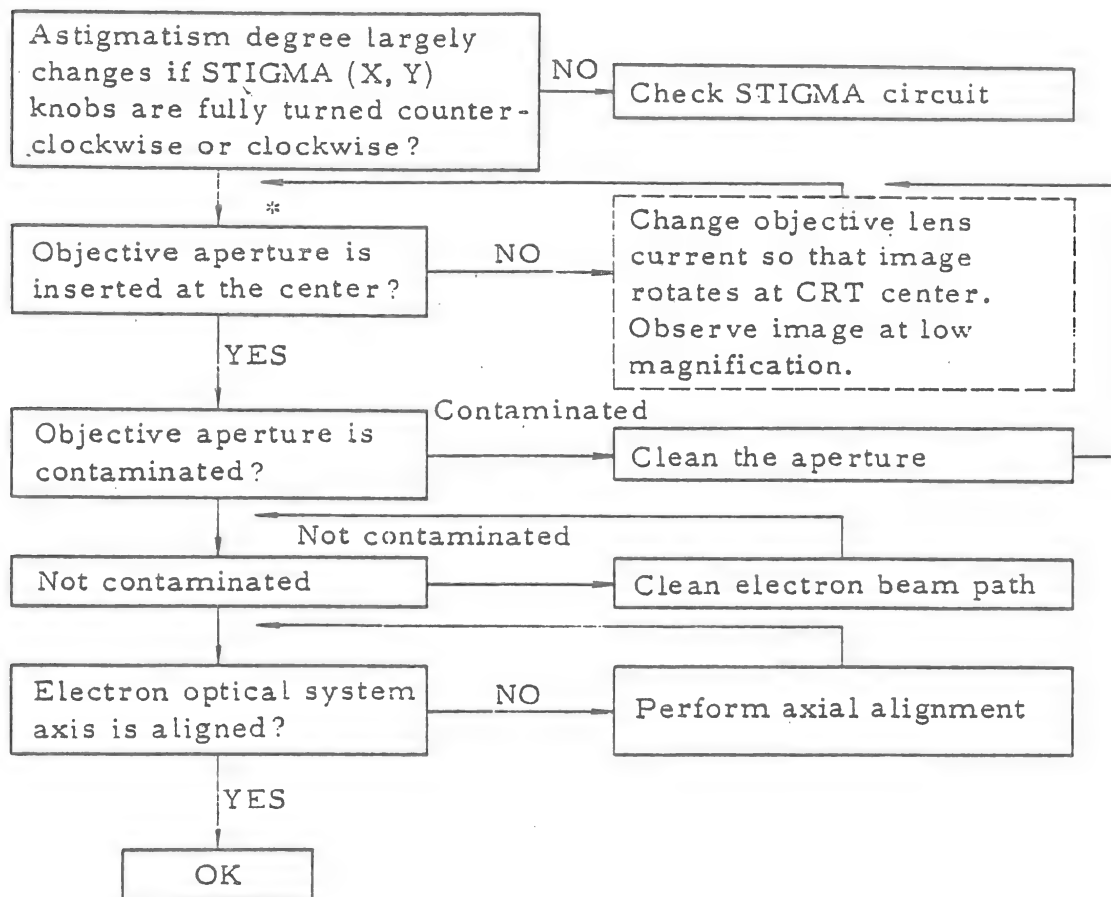 Astigmatism degree largely
changes if STIGMA (X, Y)
knobs are fully turned counter-
clockwise or clockwise?
NO
Check STIGMA circuit
*
Objective aperture is
inserted at the center?
NO
Change objective lens
current so that image
rotates at CRT center.
Observe image at low
magnification.
YES
Objective aperture is
contaminated?
Contaminated
Clean the aperture
Not contaminated
Not contaminated
Clean electron beam path
Electron optical system
axis is aligned?
NO
Perform axial alignment
YES
OK